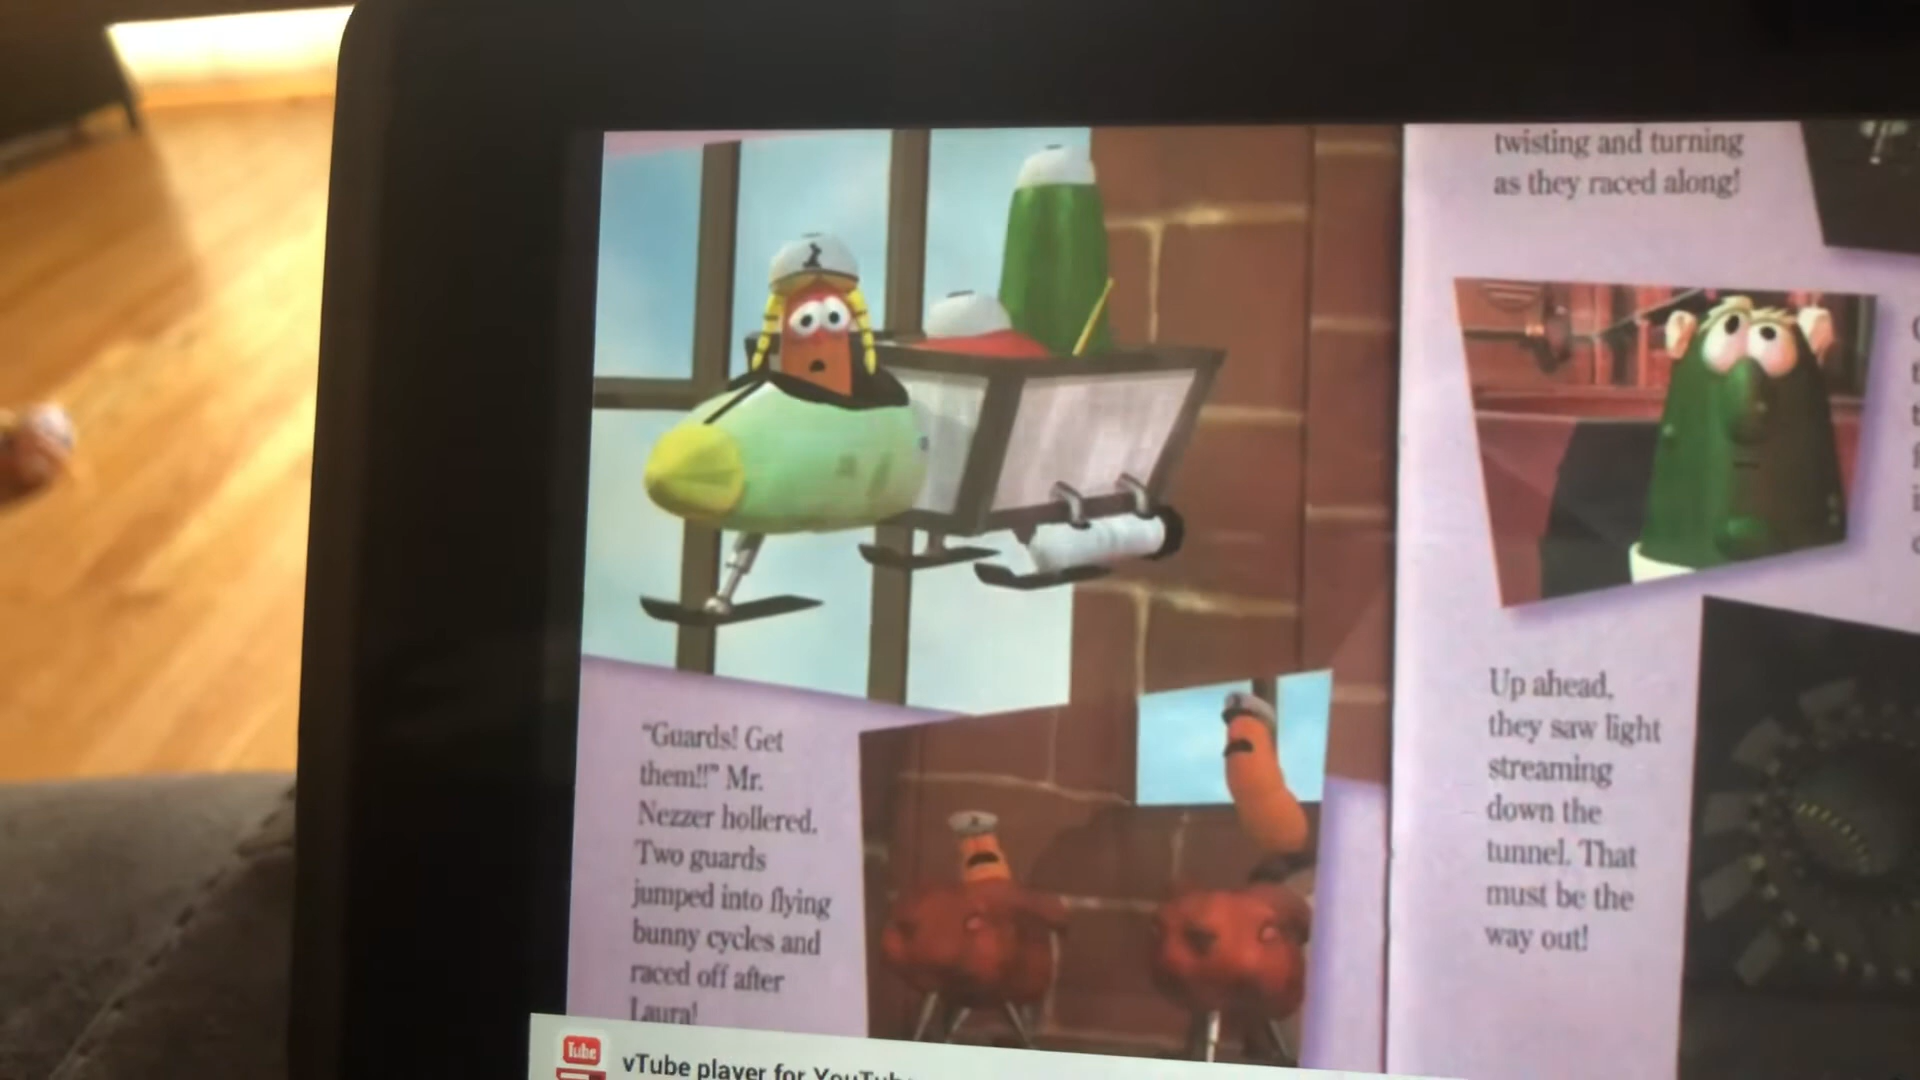 "Guards! Get
them!!" Mr.
Nezzer hollered.
Two guards
jumped into flying
bunny cycles and
raced off after
Laura!
twisting and turning
as they raced along!
Up ahead,
they saw light
streaming
down the
tunnel. That
must be the
way out!
Tube
vTube player for YouTube